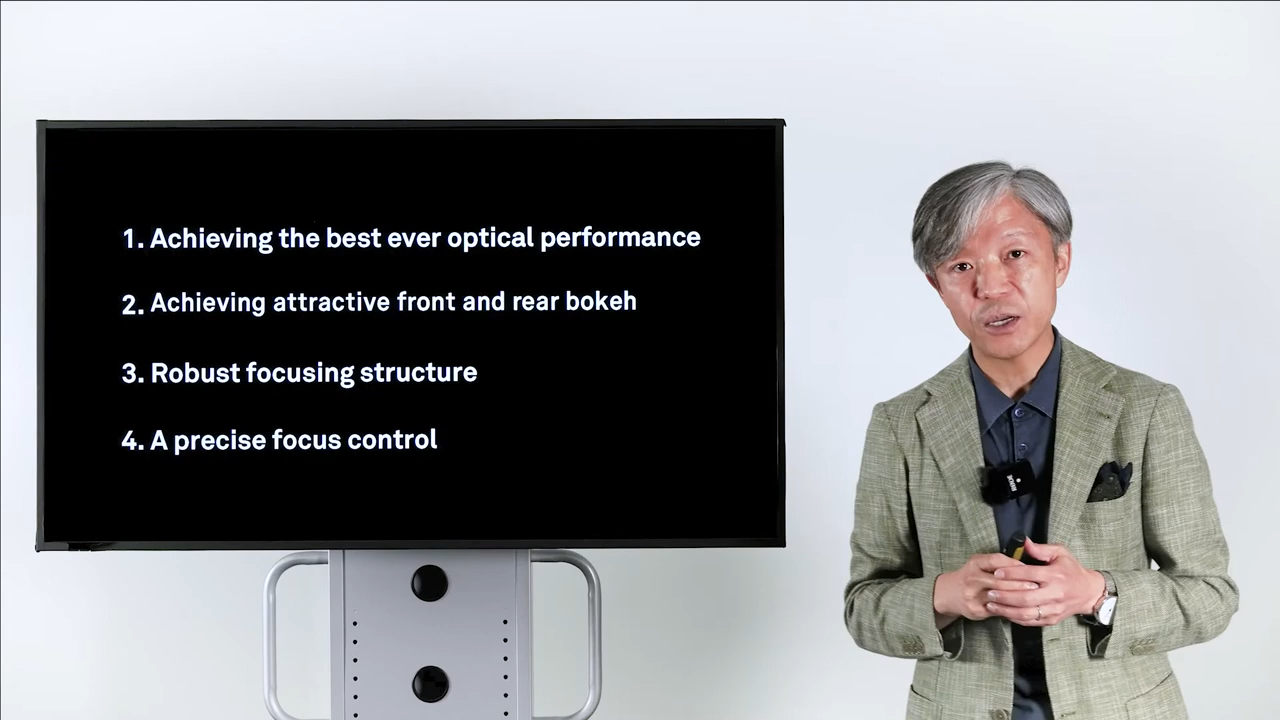 1. Achieving the best ever optical performance
2. Achieving attractive front and rear bokeh
3. Robust focusing structure
4. A precise focus control